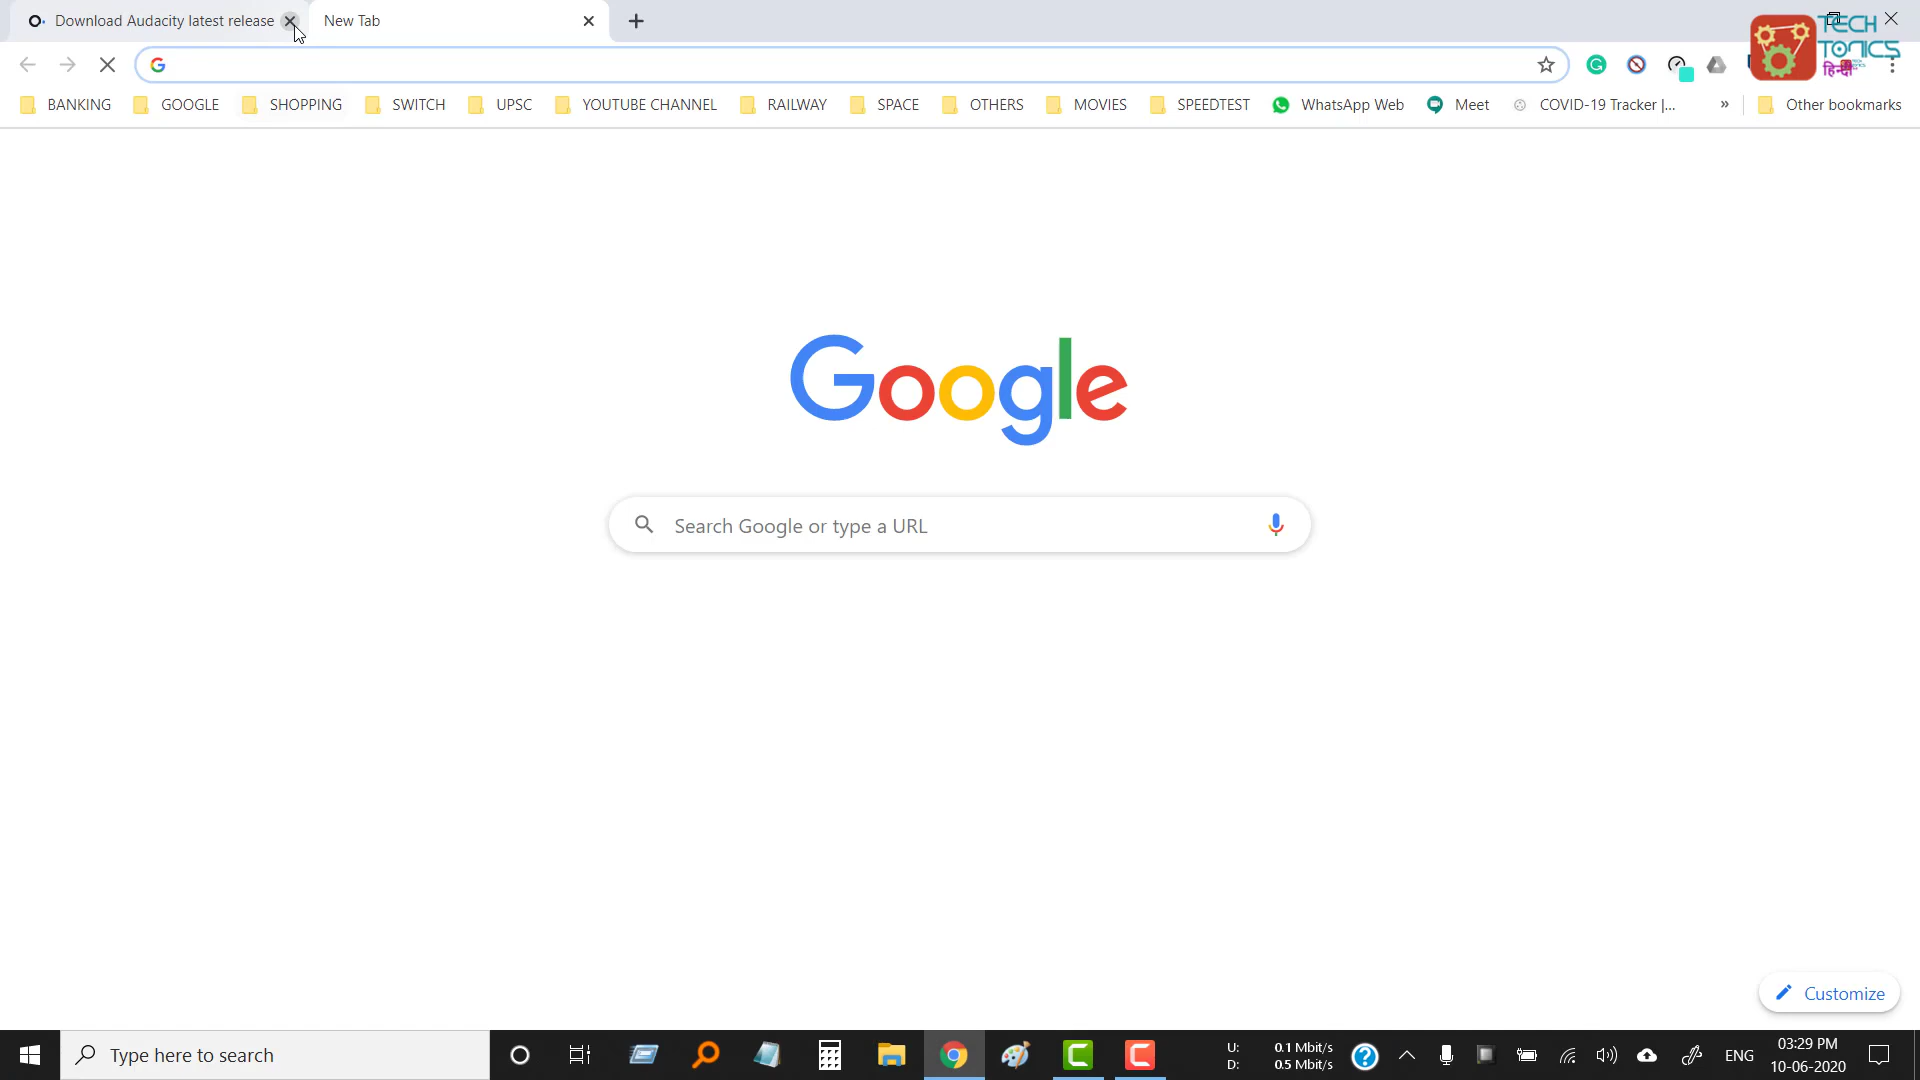 Download Audacity latest release
New Tab
TECH
TONICS
हिन्दी
BANKING
GOOGLE
SHOPPING
SWITCH
UPSC
YOUTUBE CHANNEL
RAILWAY
SPACE
OTHERS
MOVIES
SPEEDTEST
WhatsApp Web
Meet
COVID-19 Tracker |...
»
Other bookmarks
Google
Search Google or type a URL
Customize
Type here to search
U: 0.1 Mbit/s
D: 0.5 Mbit/s
ENG
03:29 PM
10-06-2020